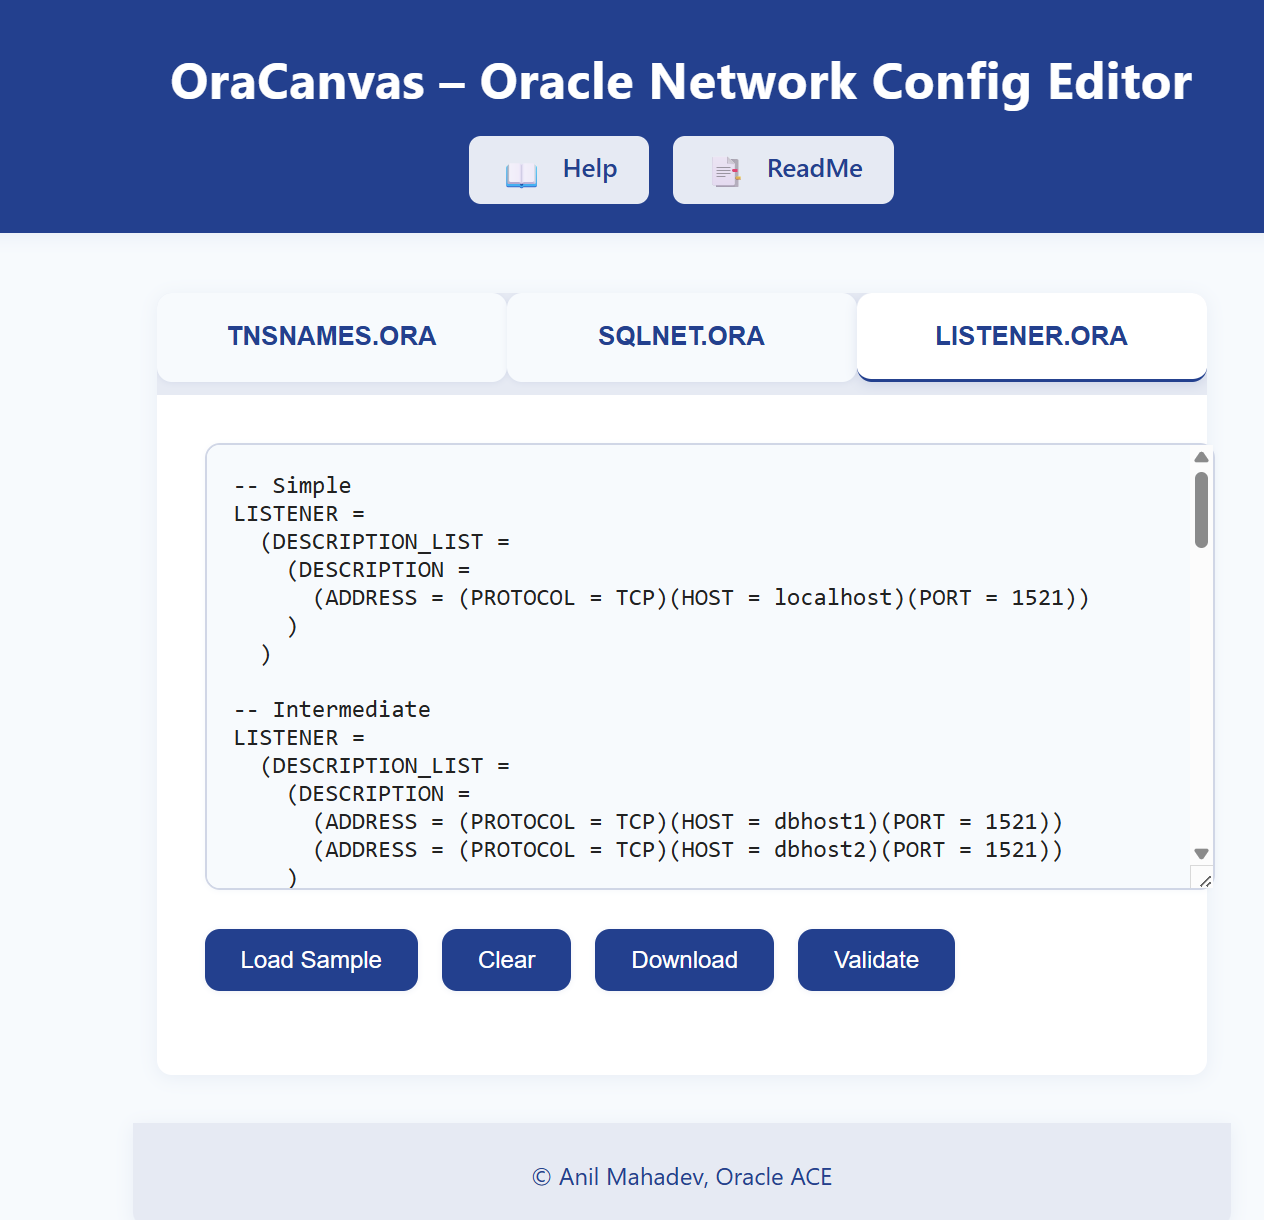 OraCanvas – Oracle Network Config Editor
Help
ReadMe
TNSNAMES.ORA
SQLNET.ORA
LISTENER.ORA
-- Simple
LISTENER =
  (DESCRIPTION_LIST =
    (DESCRIPTION =
      (ADDRESS = (PROTOCOL = TCP)(HOST = localhost)(PORT = 1521))
    )
  )

-- Intermediate
LISTENER =
  (DESCRIPTION_LIST =
    (DESCRIPTION =
      (ADDRESS = (PROTOCOL = TCP)(HOST = dbhost1)(PORT = 1521))
      (ADDRESS = (PROTOCOL = TCP)(HOST = dbhost2)(PORT = 1521))
    )
Load Sample
Clear
Download
Validate
© Anil Mahadev, Oracle ACE